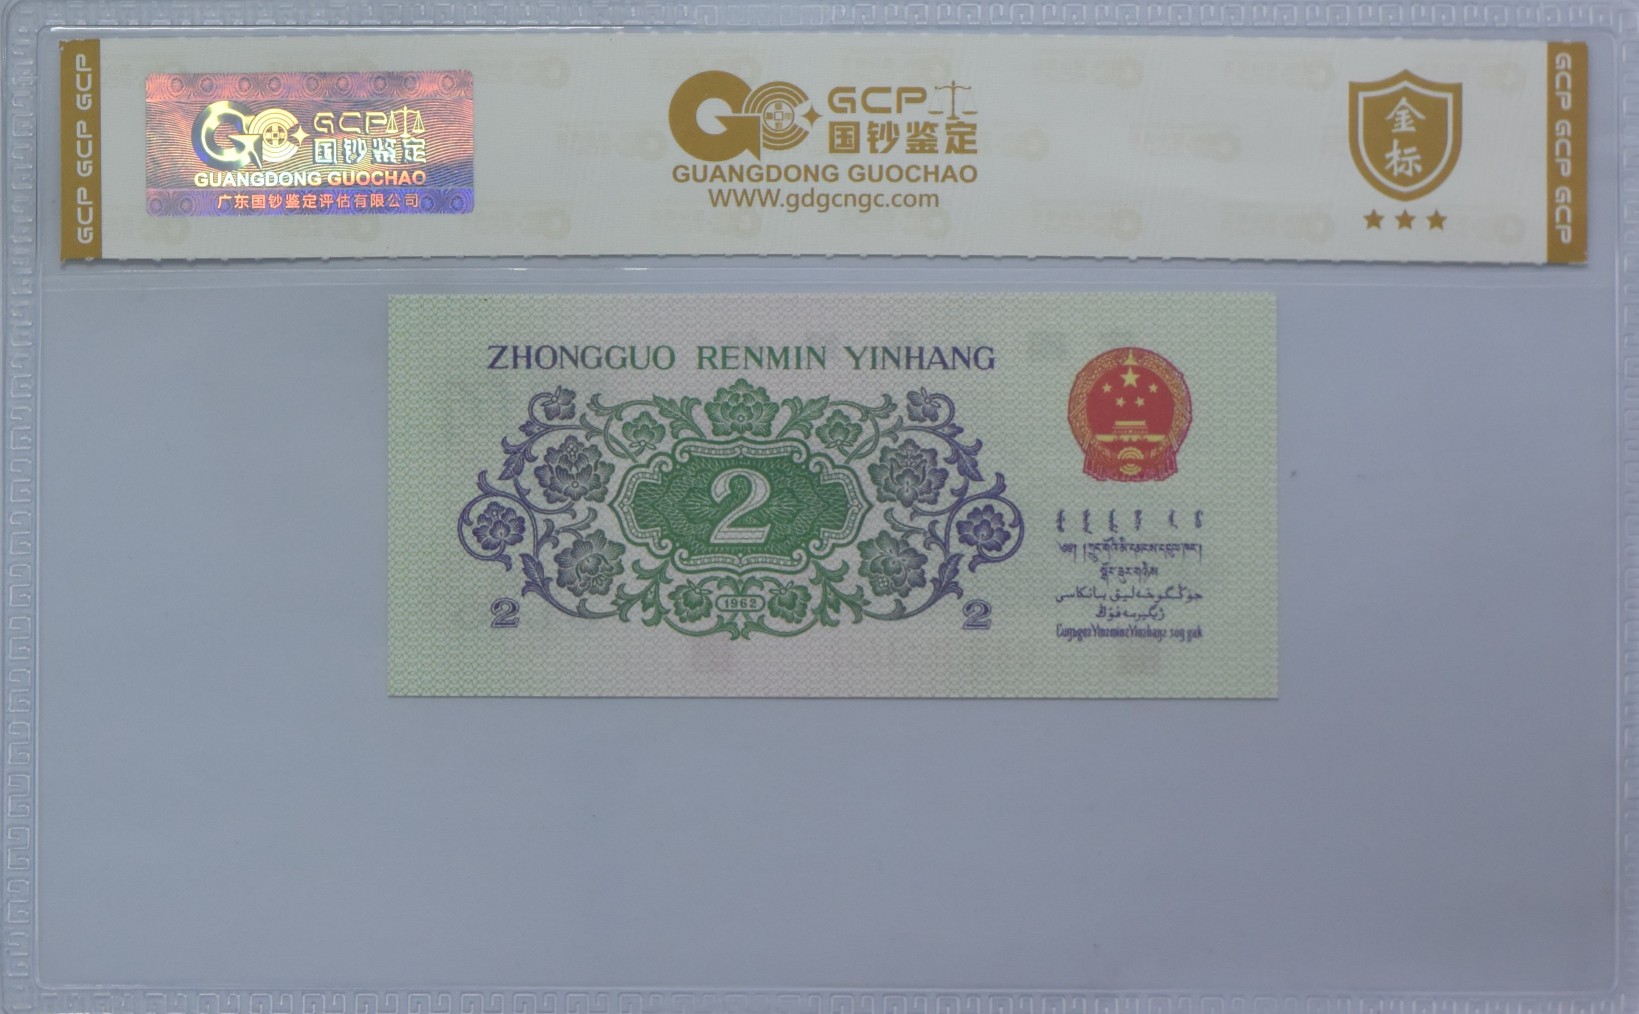 GCP GCP GCP
GCP
国钞鉴定
GUANGDONG GUOCHAO
广东国钞鉴定评估有限公司
GCP
国钞鉴定
GUANGDONG GUOCHAO
www.gdgcngc.com
金标
GCP GCP GCP
ZHONGGUO RENMIN YINHANG
2
1962
2
2
جۇڭگوخەلىق بانكاسى